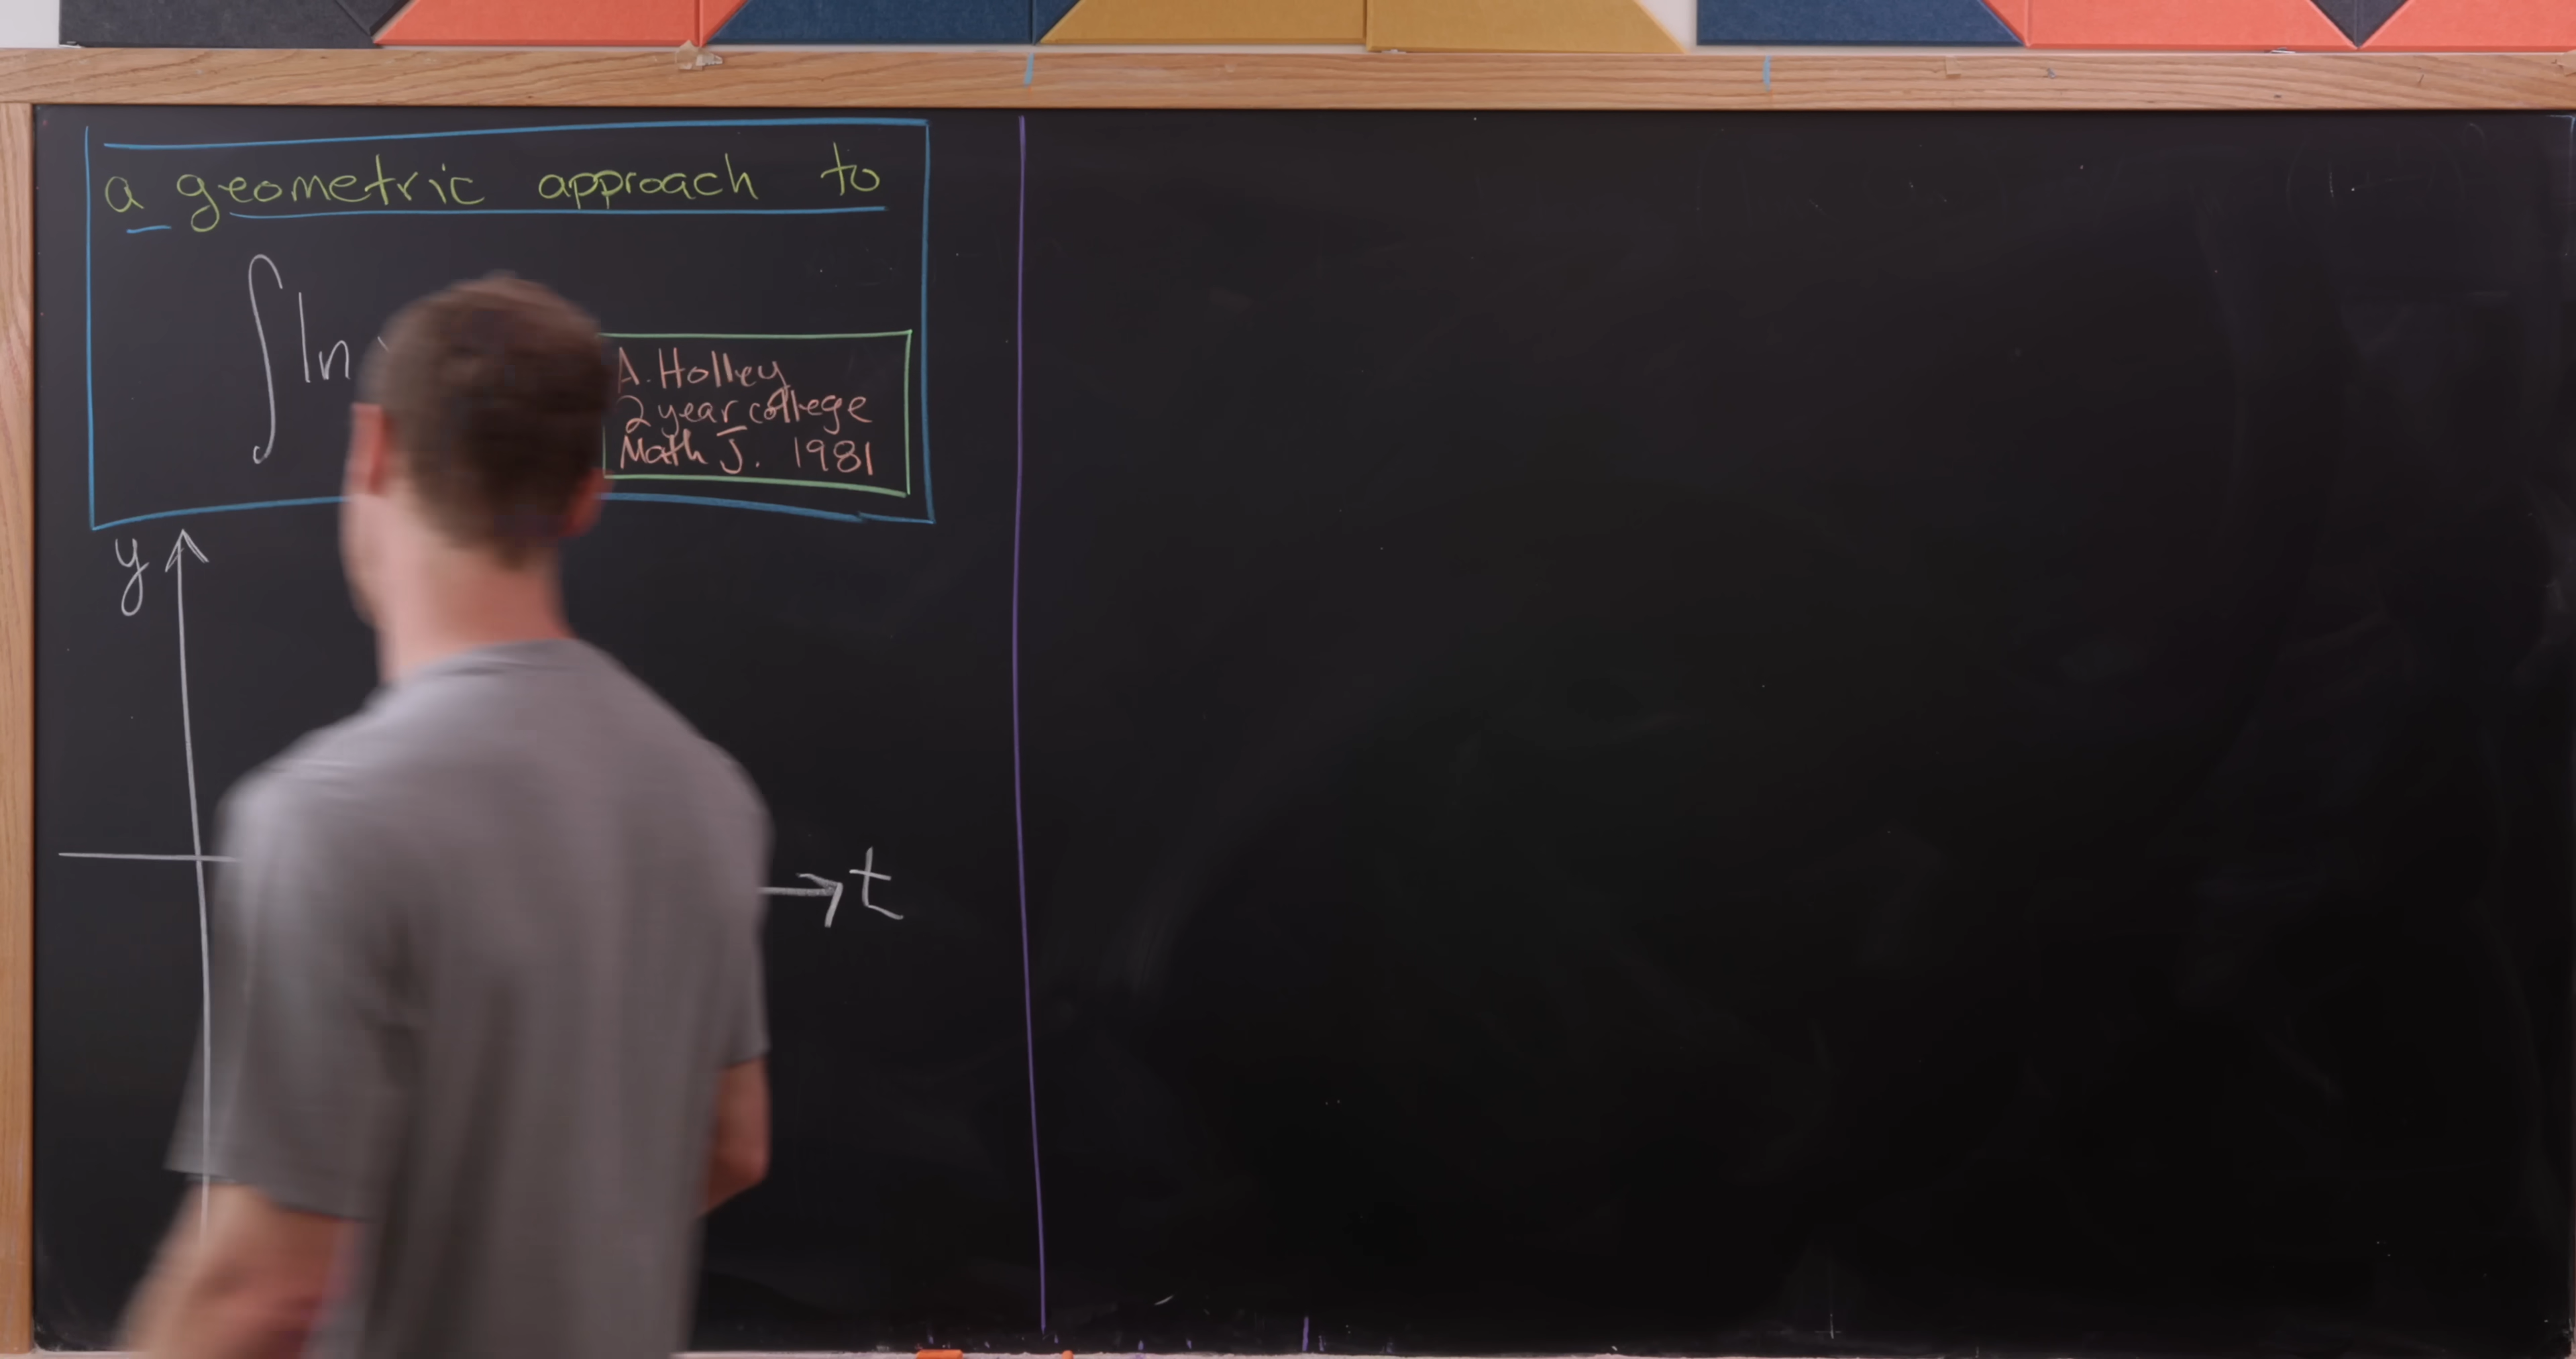 a geometric approach to
∫ ln
A. Holley
2 year college
Math J. 1981
y
t